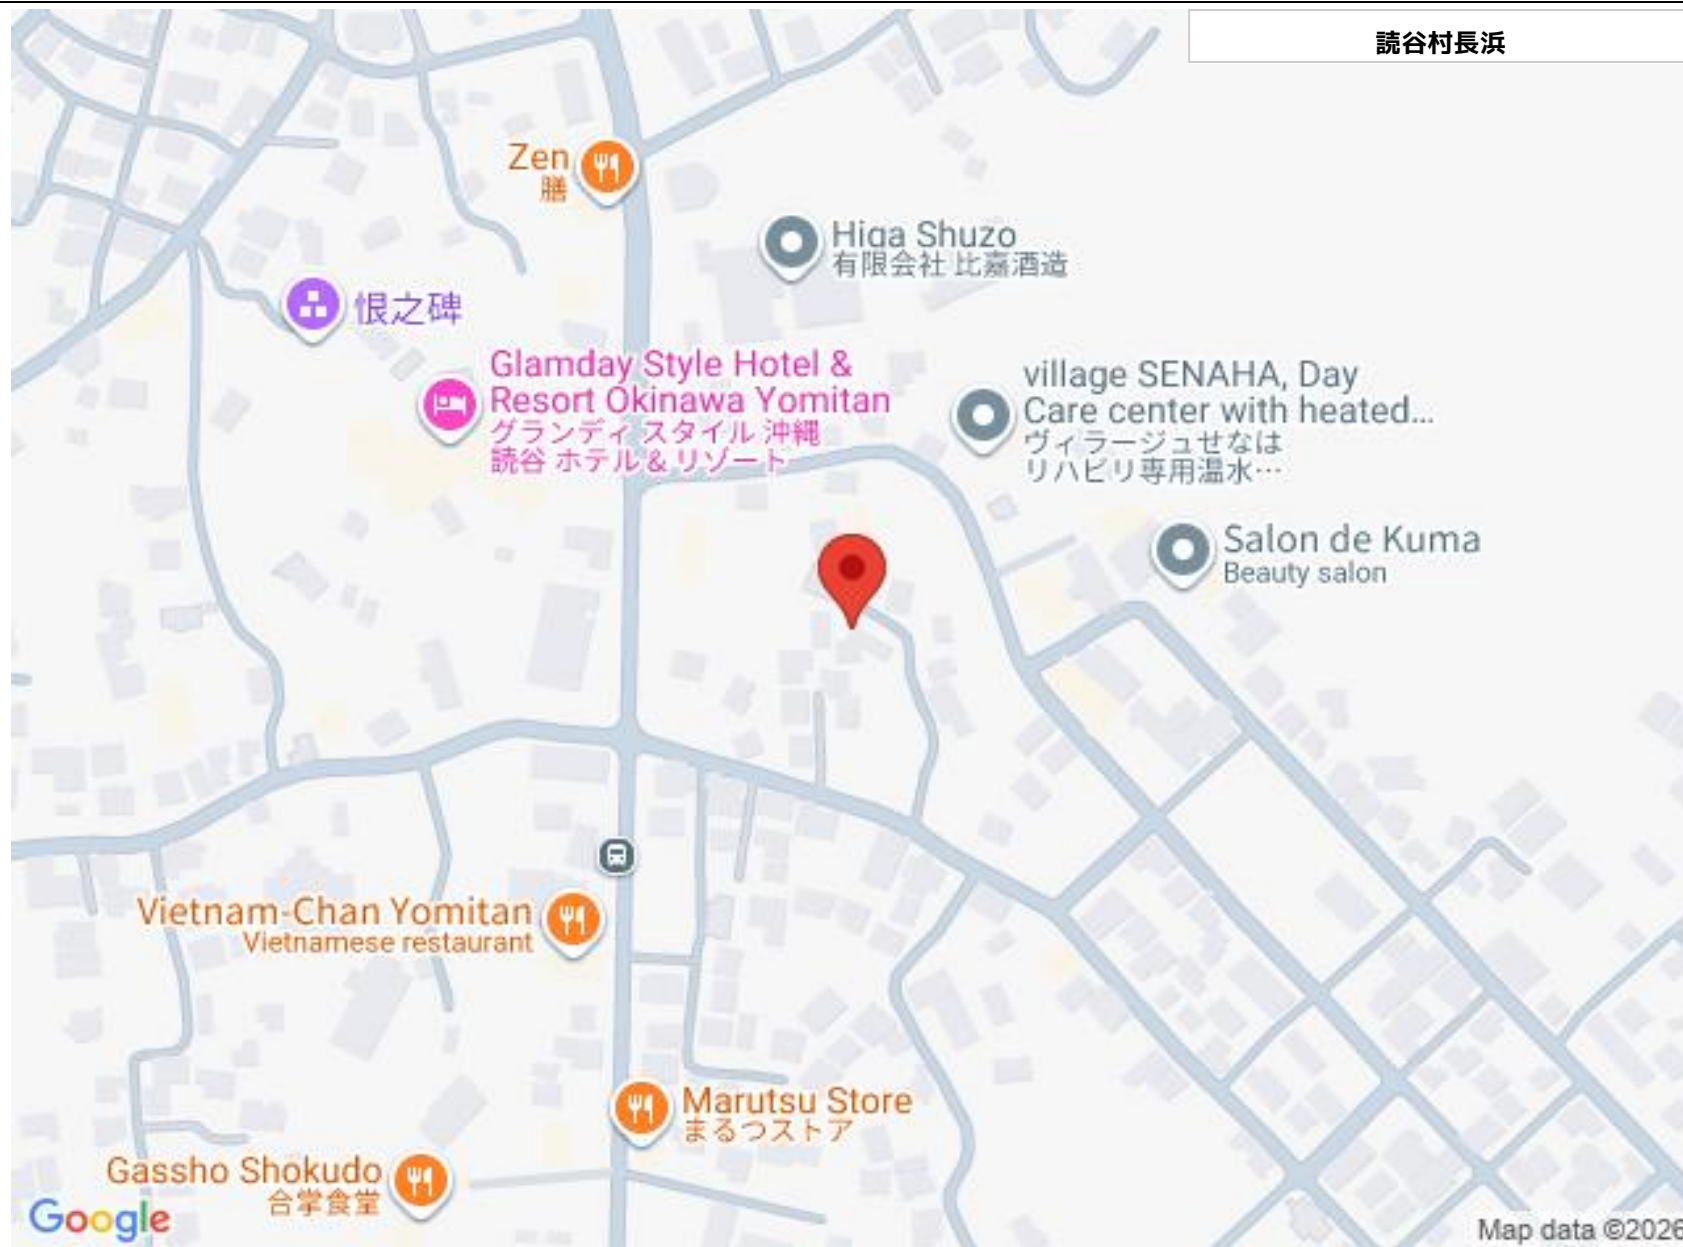 読谷村長浜
Zen
膳
Higa Shuzo
有限会社 比嘉酒造
恨之碑
Glamday Style Hotel &
Resort Okinawa Yomitan
グランディ スタイル 沖縄
読谷 ホテル & リゾート
village SENAHA, Day
Care center with heated...
ヴィラージュせなは
リハビリ専用温水…
Salon de Kuma
Beauty salon
Vietnam-Chan Yomitan
Vietnamese restaurant
Marutsu Store
まるつストア
Gassho Shokudo
合掌食堂
Google
Map data ©2026